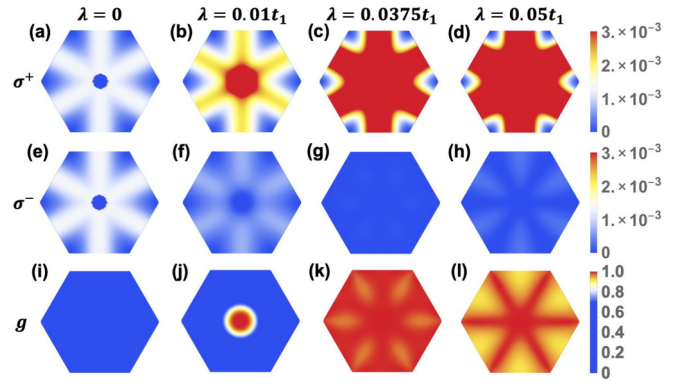 λ = 0 λ = 0.01t₁ λ = 0.0375t₁ λ = 0.05t₁
(a) (b) (c) (d) 3. × 10⁻³
σ⁺ 2. × 10⁻³
1. × 10⁻³
0
(e) (f) (g) (h) 3. × 10⁻³
σ⁻ 2. × 10⁻³
1. × 10⁻³
0
(i) (j) (k) (l) 1.0
0.8
g 0.6
0.4
0.2
0